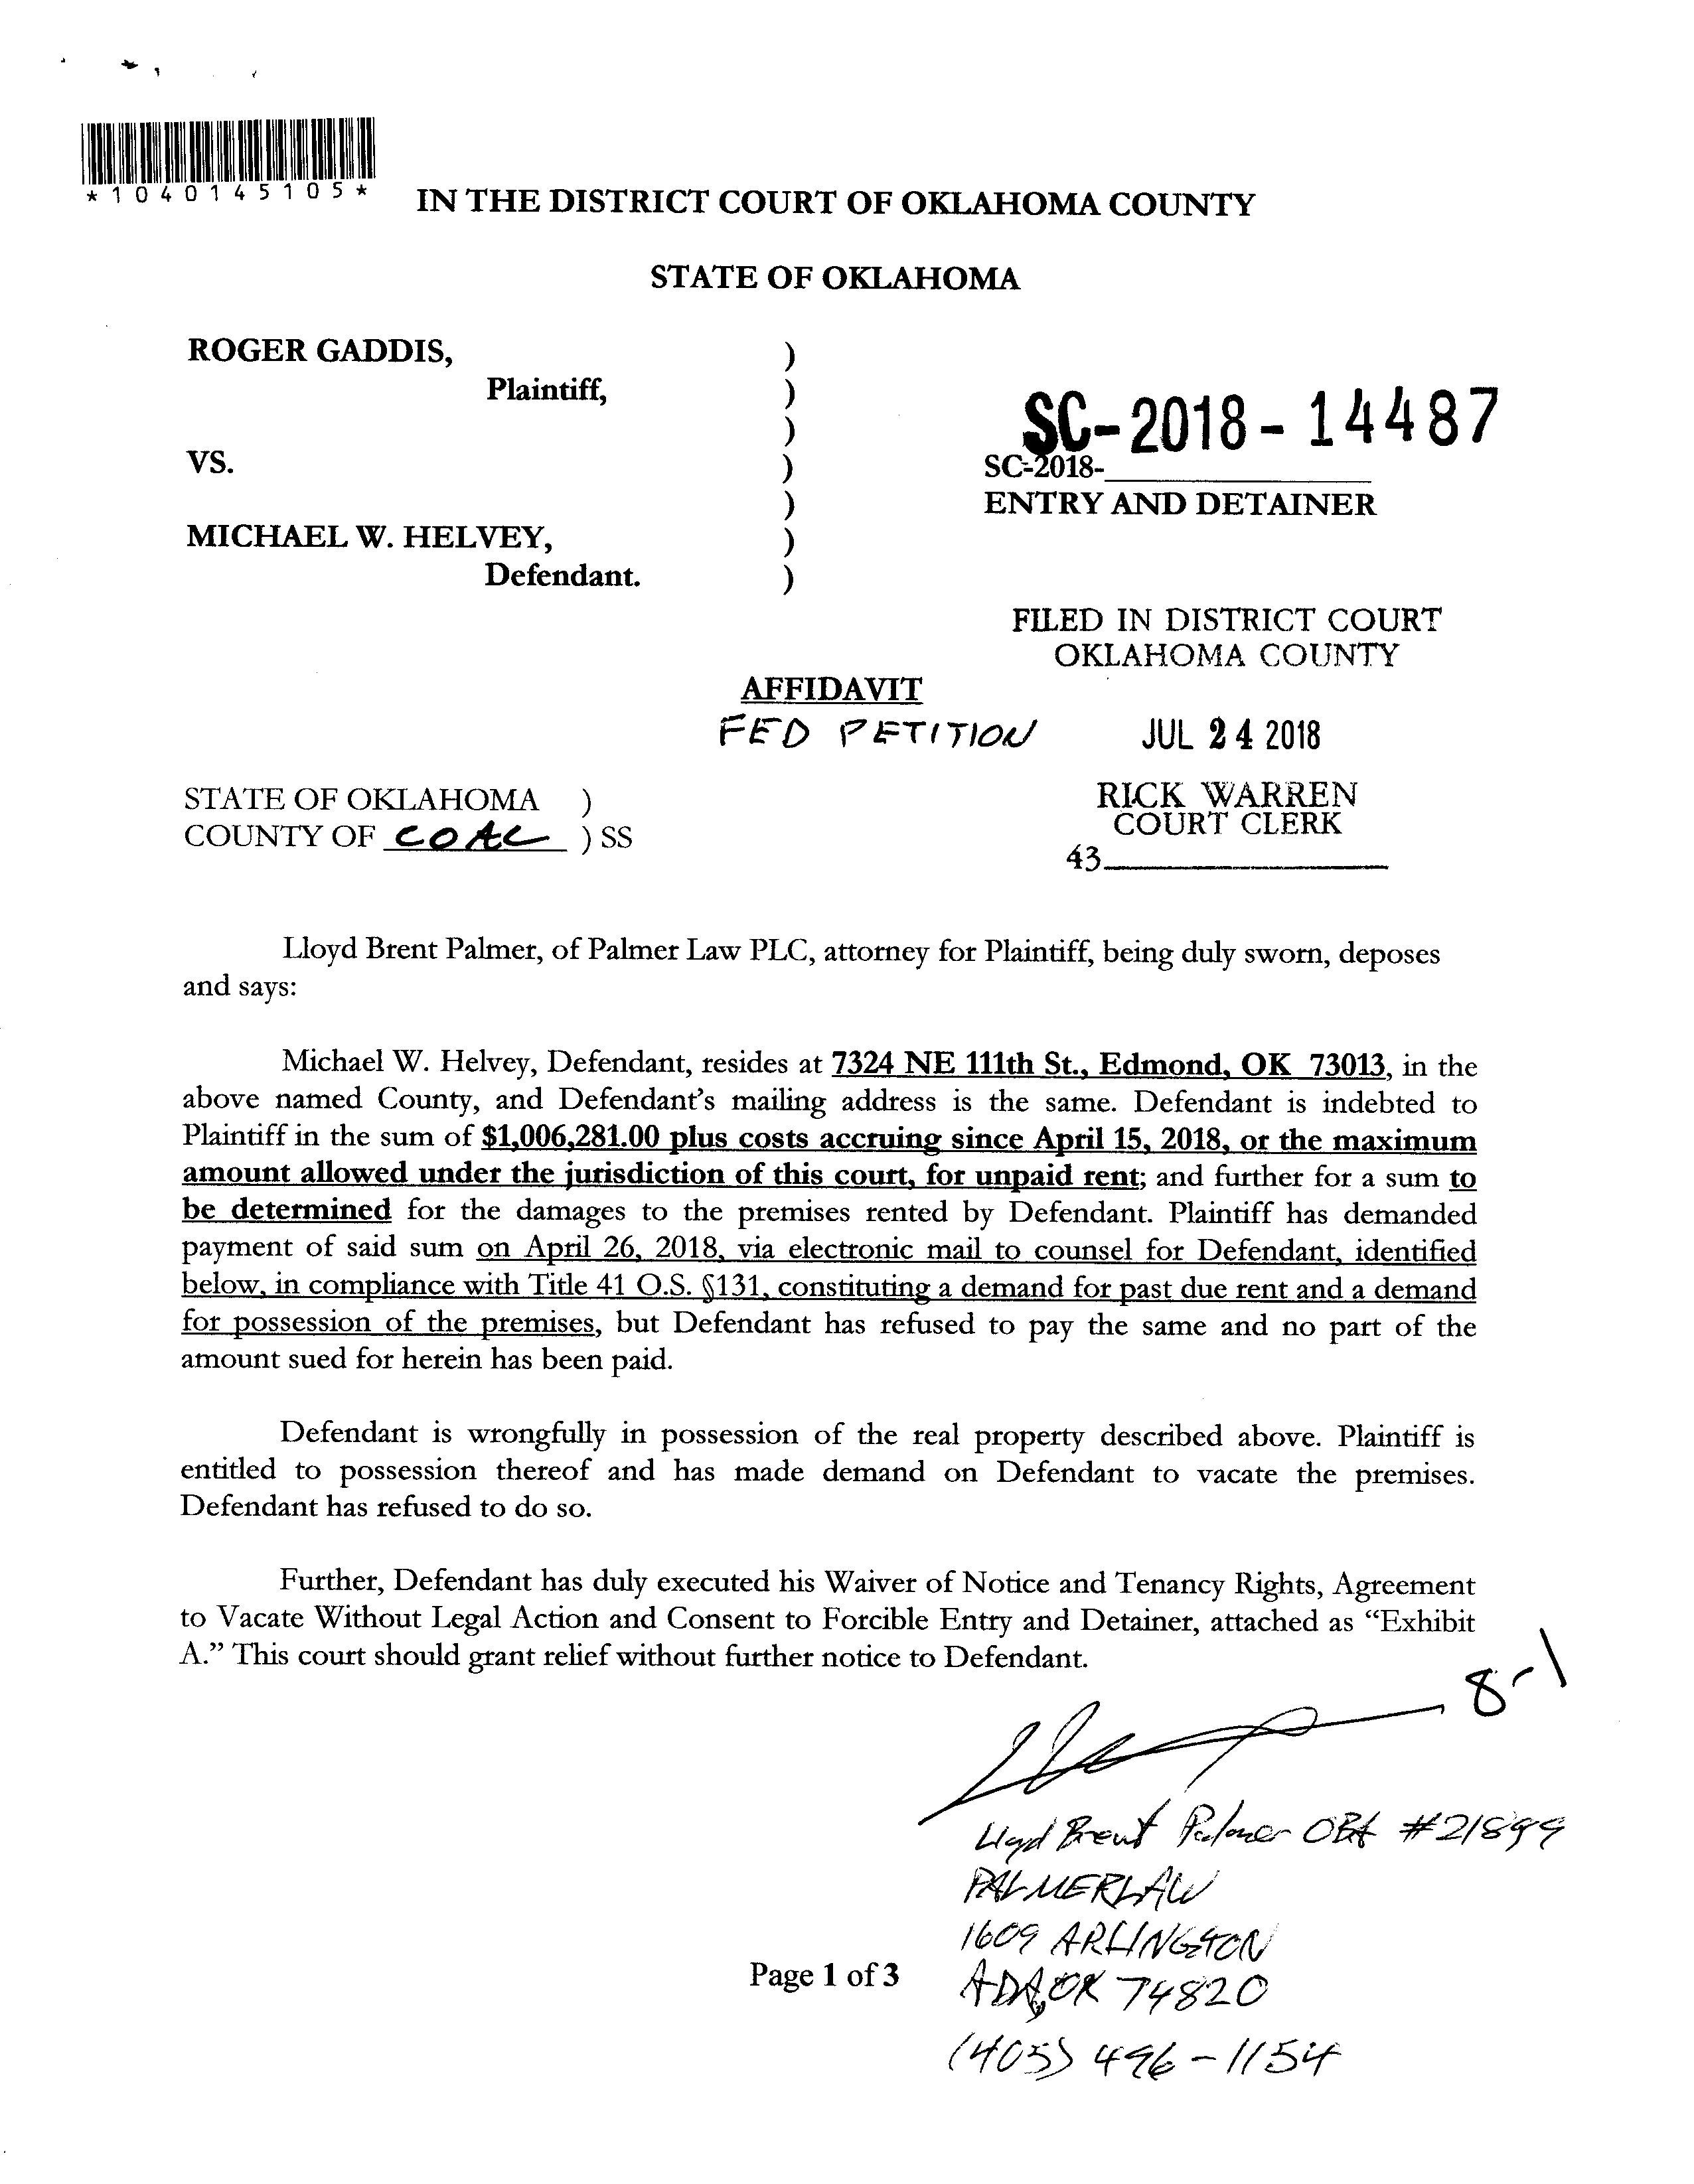 *1040145105*
IN THE DISTRICT COURT OF OKLAHOMA COUNTY
STATE OF OKLAHOMA
ROGER GADDIS, )
Plaintiff, )
)
VS. )
)
MICHAEL W. HELVEY, )
Defendant. )
SC-2018-14487
SC-2018-
ENTRY AND DETAINER
FILED IN DISTRICT COURT
OKLAHOMA COUNTY
AFFIDAVIT
FED PETITION
JUL 24 2018
STATE OF OKLAHOMA )
COUNTY OF COAL ) SS
RICK WARREN
COURT CLERK
43
Lloyd Brent Palmer, of Palmer Law PLC, attorney for Plaintiff, being duly sworn, deposes
and says:
Michael W. Helvey, Defendant, resides at 7324 NE 111th St., Edmond, OK 73013, in the
above named County, and Defendant's mailing address is the same. Defendant is indebted to
Plaintiff in the sum of $1,006,281.00 plus costs accruing since April 15, 2018, or the maximum
amount allowed under the jurisdiction of this court, for unpaid rent; and further for a sum to
be determined for the damages to the premises rented by Defendant. Plaintiff has demanded
payment of said sum on April 26, 2018, via electronic mail to counsel for Defendant, identified
below, in compliance with Title 41 O.S. §131, constituting a demand for past due rent and a demand
for possession of the premises, but Defendant has refused to pay the same and no part of the
amount sued for herein has been paid.
Defendant is wrongfully in possession of the real property described above. Plaintiff is
entitled to possession thereof and has made demand on Defendant to vacate the premises.
Defendant has refused to do so.
Further, Defendant has duly executed his Waiver of Notice and Tenancy Rights, Agreement
to Vacate Without Legal Action and Consent to Forcible Entry and Detainer, attached as "Exhibit
A." This court should grant relief without further notice to Defendant.
8-1
Lloyd Brent Palmer OBA #21899
PALMERLAW
1609 ARLINGTON
ADA, OK 74820
(405) 496-1154
Page 1 of 3